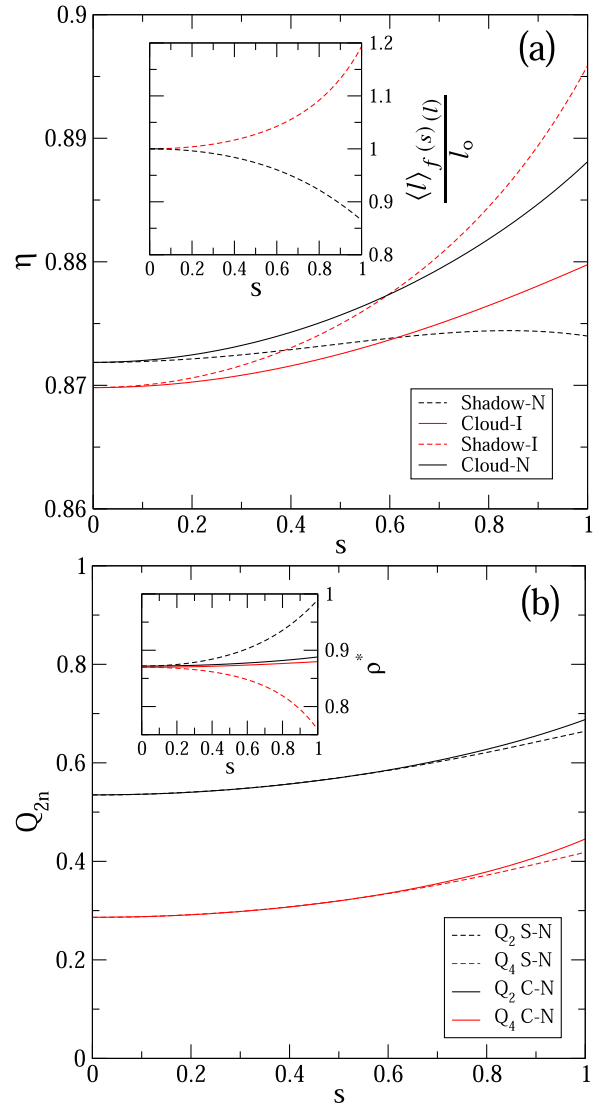 0.9
(a)
1.2
1.1
1
0.9
0.8
⟨l⟩ f(s)(l)
l₀
0 0.2 0.4 0.6 0.8 1
s
0.89
0.88
η
0.87
0.86
Shadow-N
Cloud-I
Shadow-I
Cloud-N
0 0.2 0.4 0.6 0.8 1
s
1
(b)
1
0.9
0.8
ρ*
0 0.2 0.4 0.6 0.8 1
s
0.8
0.6
Q₂ₙ
0.4
0.2
0
Q₂ S-N
Q₄ S-N
Q₂ C-N
Q₄ C-N
0 0.2 0.4 0.6 0.8 1
s